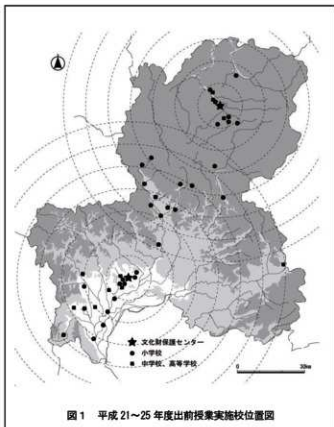 ★ 文化財保護センター
● 小学校
■ 中学校、高等学校
0 30km
図1 平成21~25年度出前授業実施校位置図